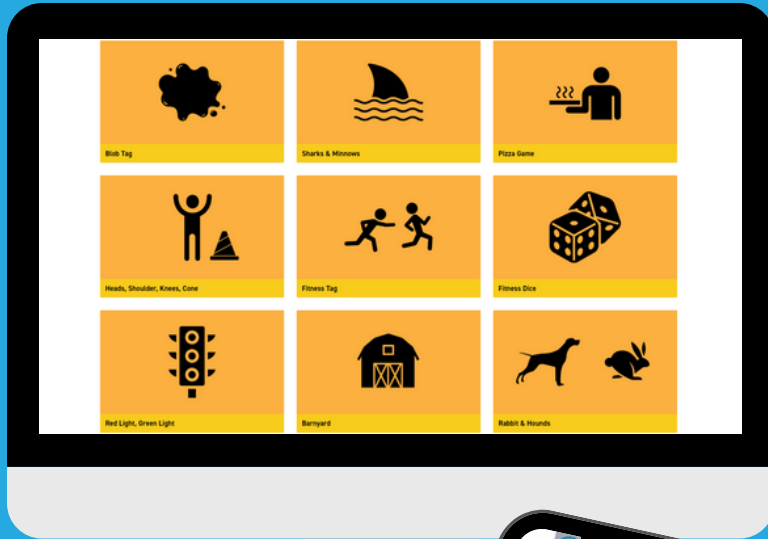 Blob Tag
Sharks & Minnows
Pizza Game
Heads, Shoulder, Knees, Cone
Fitness Tag
Fitness Dice
Red Light, Green Light
Barnyard
Rabbit & Hounds